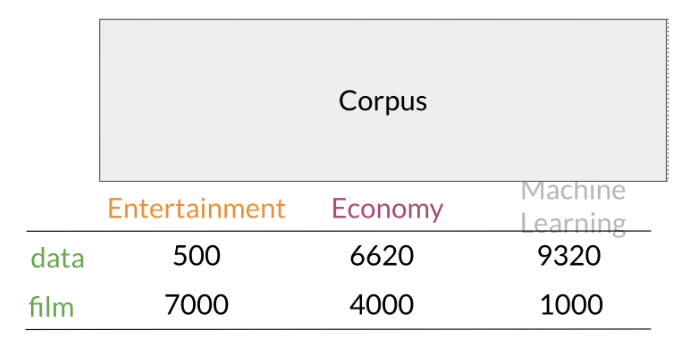 Corpus
Entertainment Economy Machine Learning
data 500 6620 9320
film 7000 4000 1000